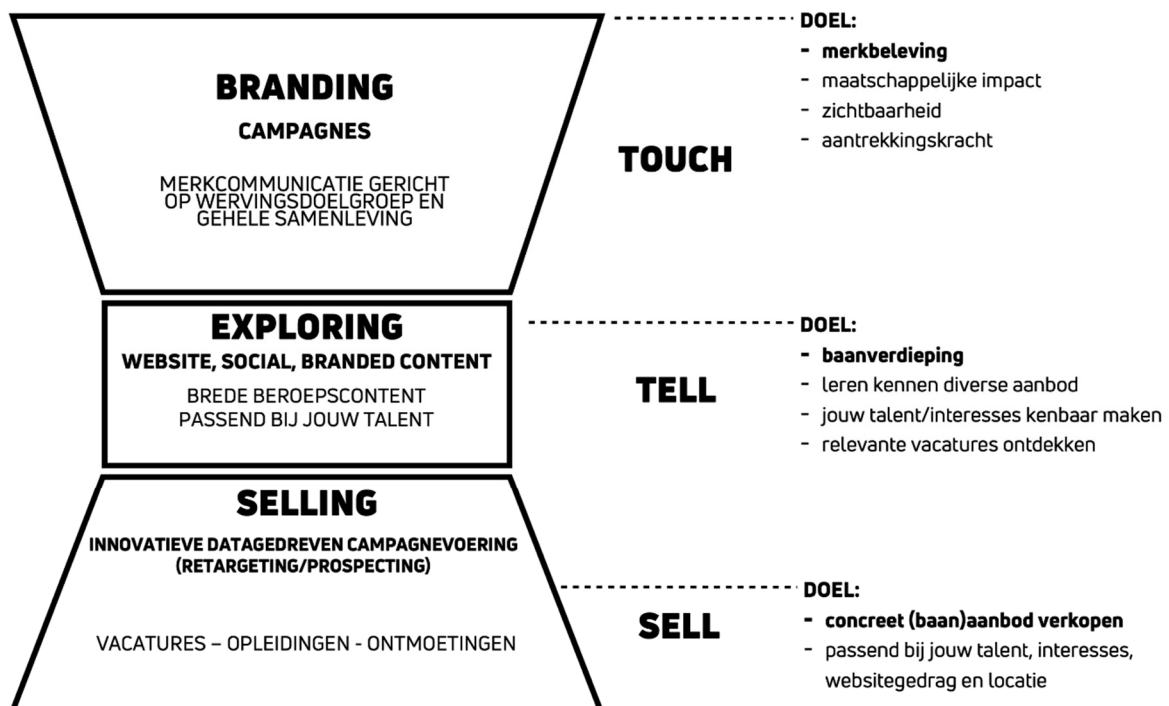 BRANDING
CAMPAGNES
MERKCOMMUNICATIE GERICHT
OP WERVINGSDOELGROEP EN
GEHELE SAMENLEVING
TOUCH
DOEL:
- merkbeleving
- maatschappelijke impact
- zichtbaarheid
- aantrekkingskracht
EXPLORING
WEBSITE, SOCIAL, BRANDED CONTENT
BREDE BEROEPSCONTENT
PASSEND BIJ JOUW TALENT
TELL
DOEL:
- baanverdieping
- leren kennen diverse aanbod
- jouw talent/interesses kenbaar maken
- relevante vacatures ontdekken
SELLING
INNOVATIEVE DATAGEDREVEN CAMPAGNEVOERING
(RETARGETING/PROSPECTING)
VACATURES – OPLEIDINGEN - ONTMOETINGEN
SELL
DOEL:
- concreet (baan)aanbod verkopen
- passend bij jouw talent, interesses,
websitegedrag en locatie